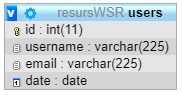 v resursWSR users
id : int(11)
username : varchar(225)
email : varchar(225)
date : date